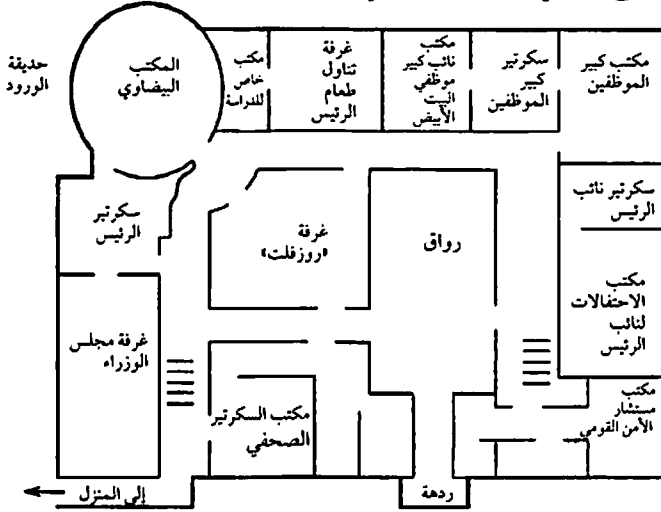 مكتب كبير
الموظفين
سكرتير
كبير
الموظفين
مكتب
نائب كبير
موظفي
البيت
الأبيض
غرفة
تناول
طعام
الرئيس
مكتب
خاص
للدراسة
المكتب
البيضاوي
حديقة
الورود
سكرتير نائب
الرئيس
رواق
غرفة
«روزفلت»
سكرتير
الرئيس
مكتب
الاحتفالات
لنائب
الرئيس
غرفة مجلس
الوزراء
مكتب
مستشار
الأمن القومي
مكتب السكرتير
الصحفي
ردهة
إلى المنزل